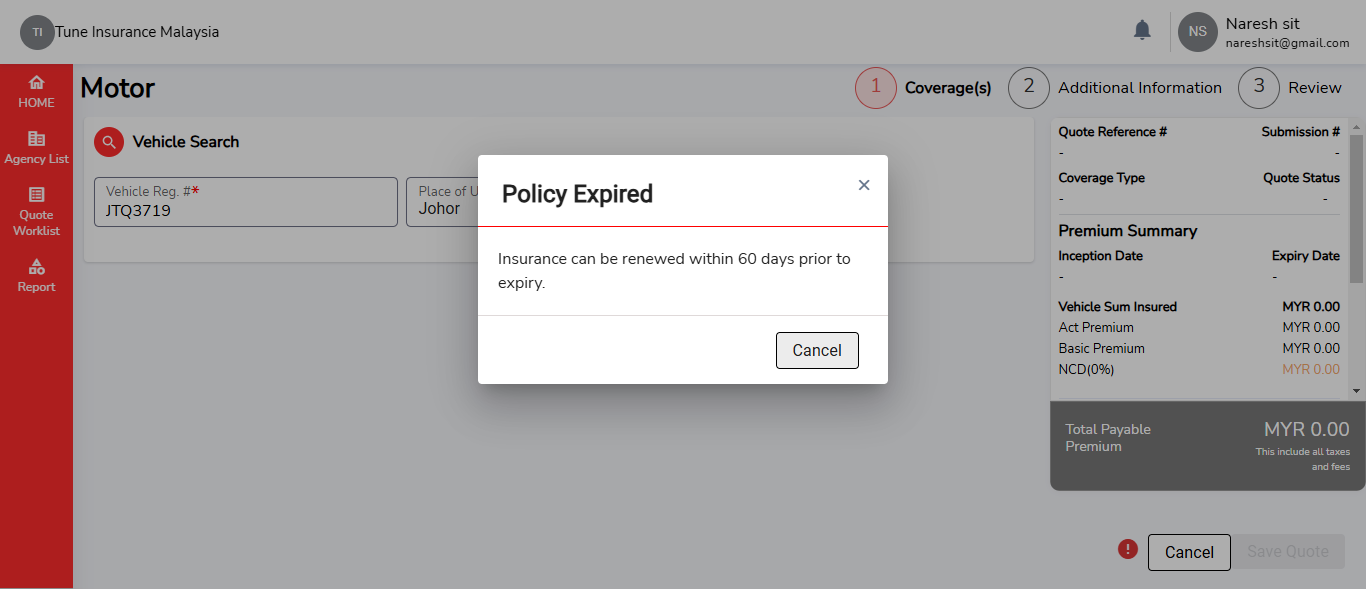 TI Tune Insurance Malaysia
NS
Naresh sit
nareshsit@gmail.com
HOME
Agency List
Quote
Worklist
Report
Motor
1 Coverage(s)
2 Additional Information
3 Review
Vehicle Search
Vehicle Reg. #*
JTQ3719
Place of U
Johor
Policy Expired
×
Insurance can be renewed within 60 days prior to
expiry.
Cancel
Quote Reference # Submission #
- -
Coverage Type Quote Status
- -
Premium Summary
Inception Date Expiry Date
- -
Vehicle Sum Insured MYR 0.00
Act Premium MYR 0.00
Basic Premium MYR 0.00
NCD(0%) MYR 0.00
Total Payable
Premium
MYR 0.00
This include all taxes
and fees
! Cancel Save Quote